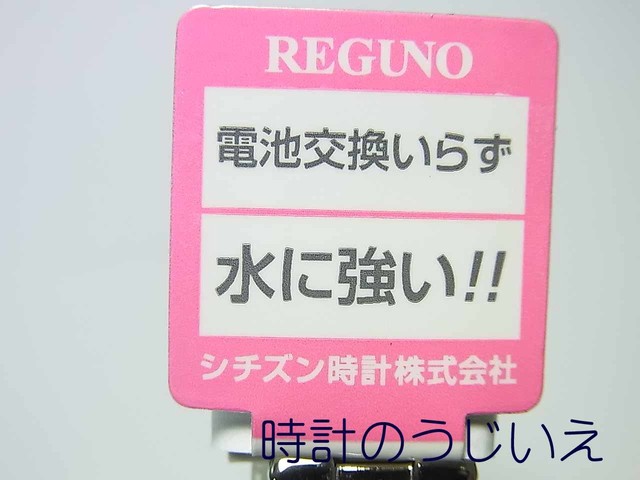 REGUNO
電池交換いらず
水に強い!!
シチズン時計株式会社
時計のうじいえ